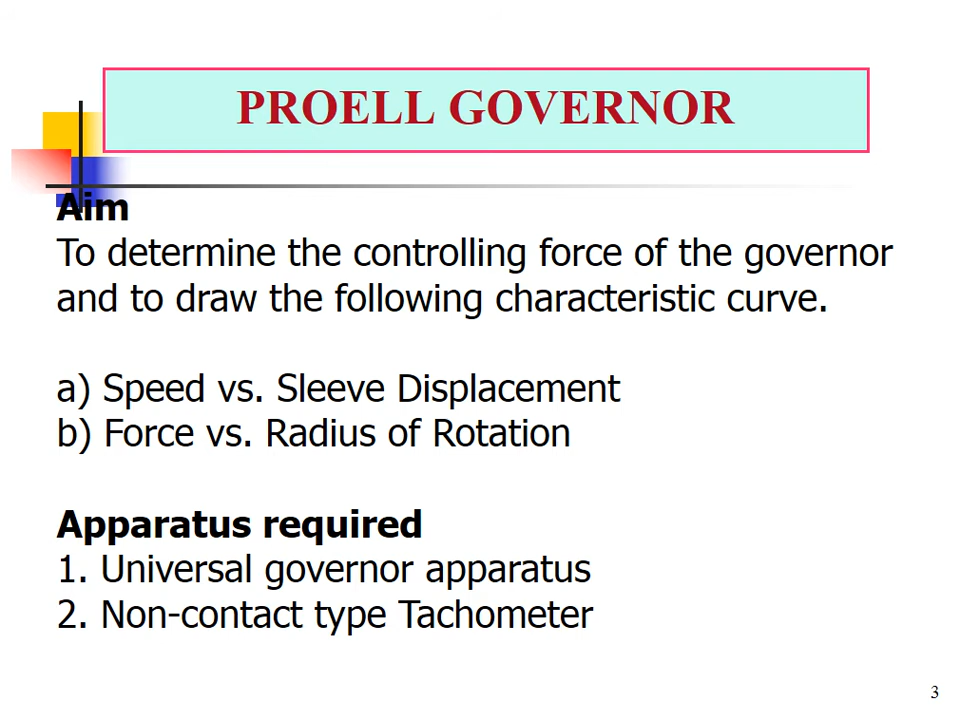 PROELL GOVERNOR
Aim
To determine the controlling force of the governor
and to draw the following characteristic curve.
a) Speed vs. Sleeve Displacement
b) Force vs. Radius of Rotation
Apparatus required
1. Universal governor apparatus
2. Non-contact type Tachometer
3